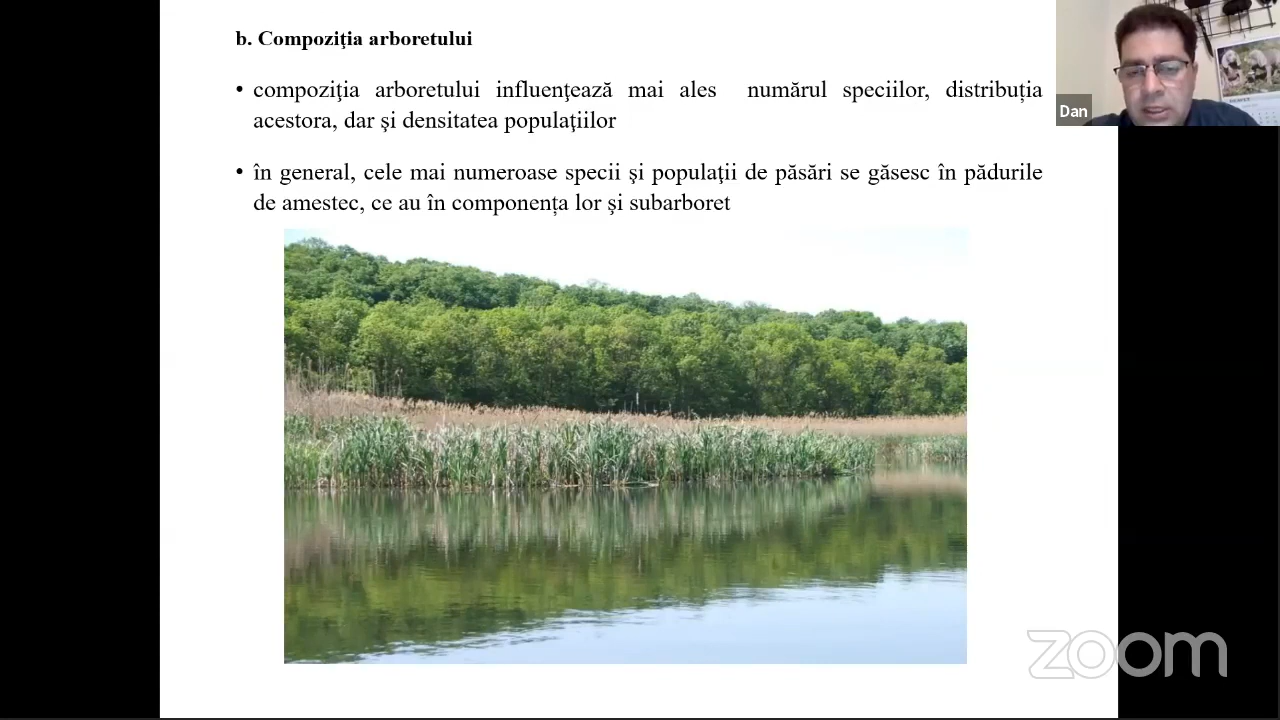 b. Compoziţia arboretului
• compoziţia arboretului influenţează mai ales numărul speciilor, distribuția
acestora, dar şi densitatea populaţiilor
• în general, cele mai numeroase specii şi populaţii de păsări se găsesc în pădurile
de amestec, ce au în componența lor şi subarboret
Dan
zoom